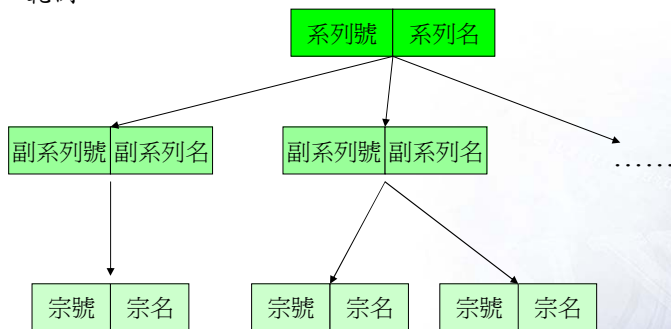 系列號 系列名
副系列號 副系列名 副系列號 副系列名 ......
宗號 宗名 宗號 宗名 宗號 宗名